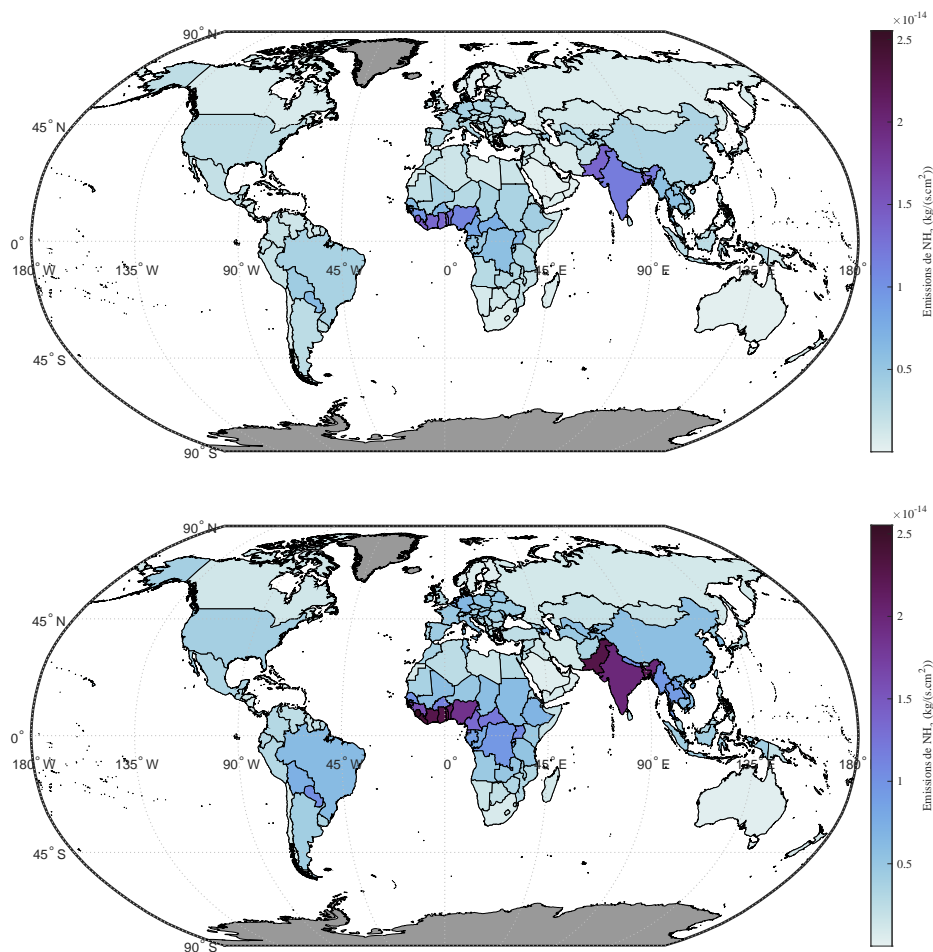 ×10⁻¹⁴
90° N
2.5
2
45° N
1.5
Emissions de NH₃ (kg/(s.cm²))
0°
180° W
135° W
90° W
45° W
0°
45° E
90 E
135° E
180°
1
45° S
0.5
90° S
×10⁻¹⁴
90° N
2.5
2
45° N
1.5
Emissions de NH₃ (kg/(s.cm²))
0°
180° W
135° W
90° W
45° W
0°
45° E
90 E
135° E
180°
1
45° S
0.5
90° S